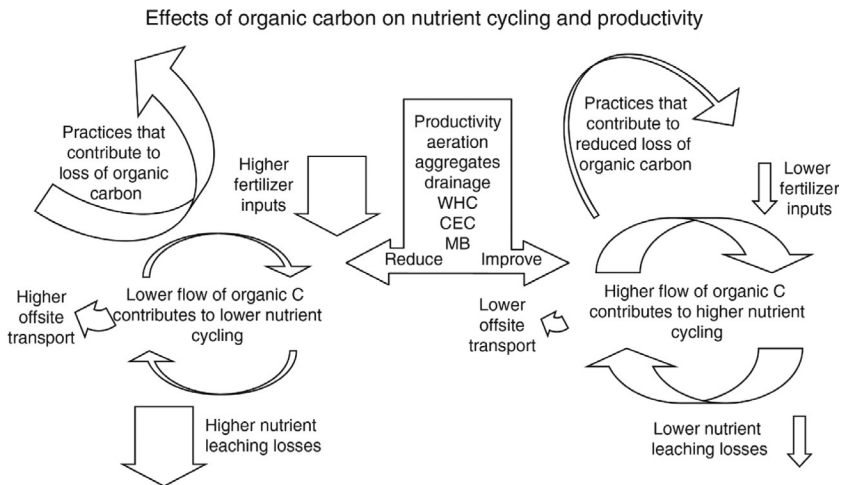 Effects of organic carbon on nutrient cycling and productivity
Practices that
contribute to
loss of organic
carbon
Higher
fertilizer
inputs
Productivity
aeration
aggregates
drainage
WHC
CEC
MB
Reduce Improve
Practices that
contribute to
reduced loss of
organic carbon
Lower
fertilizer
inputs
Higher
offsite
transport
Lower flow of organic C
contributes to lower nutrient
cycling
Lower
offsite
transport
Higher flow of organic C
contributes to higher nutrient
cycling
Higher nutrient
leaching losses
Lower nutrient
leaching losses